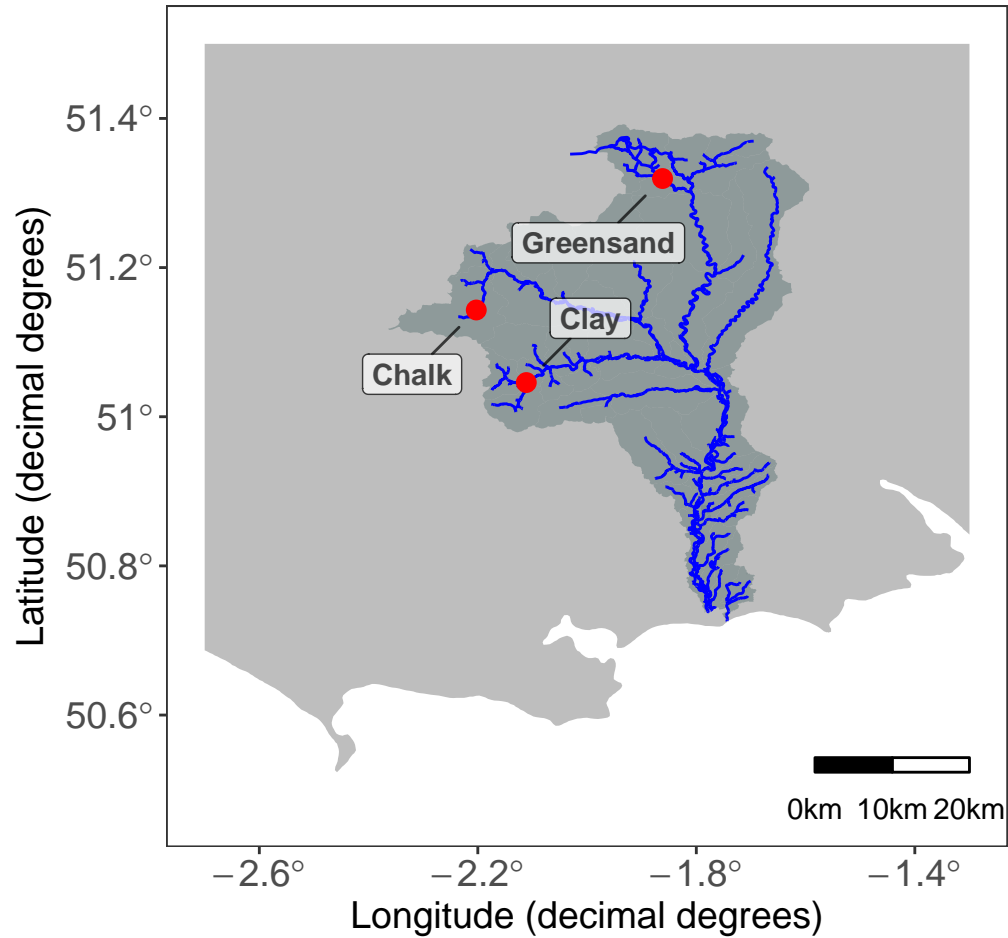 51.4°
51.2°
51°
50.8°
50.6°
Latitude (decimal degrees)
Greensand
Clay
Chalk
0km 10km 20km
−2.6° −2.2° −1.8° −1.4°
Longitude (decimal degrees)